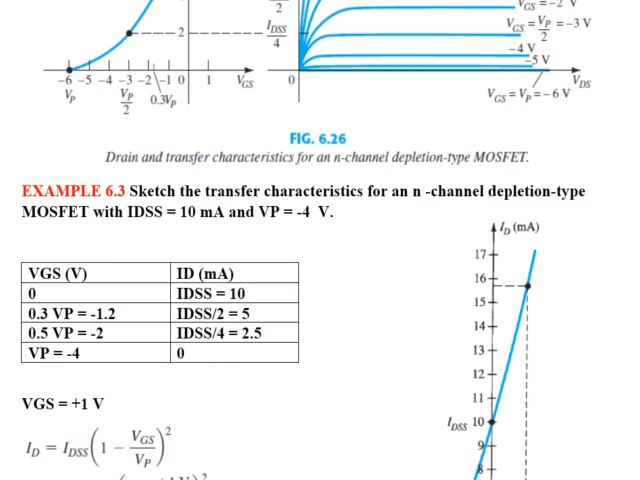 V_GS = -2 V
2
2
I_DSS
4
V_GS = V_P/2 = -3 V
-4 V
-5 V
-6 -5 -4 -3 -2 -1 0 1 V_GS
V_P V_P/2 0.3V_P
0 V_DS
V_GS = V_P = -6 V
FIG. 6.26
Drain and transfer characteristics for an n-channel depletion-type MOSFET.
EXAMPLE 6.3 Sketch the transfer characteristics for an n -channel depletion-type
MOSFET with IDSS = 10 mA and VP = -4 V.
VGS (V) ID (mA)
0 IDSS = 10
0.3 VP = -1.2 IDSS/2 = 5
0.5 VP = -2 IDSS/4 = 2.5
VP = -4 0
VGS = +1 V
I_D = I_DSS(1 - V_GS/V_P)^2
I_D (mA)
17
16
15
14
13
12
11
I_DSS 10
9
8